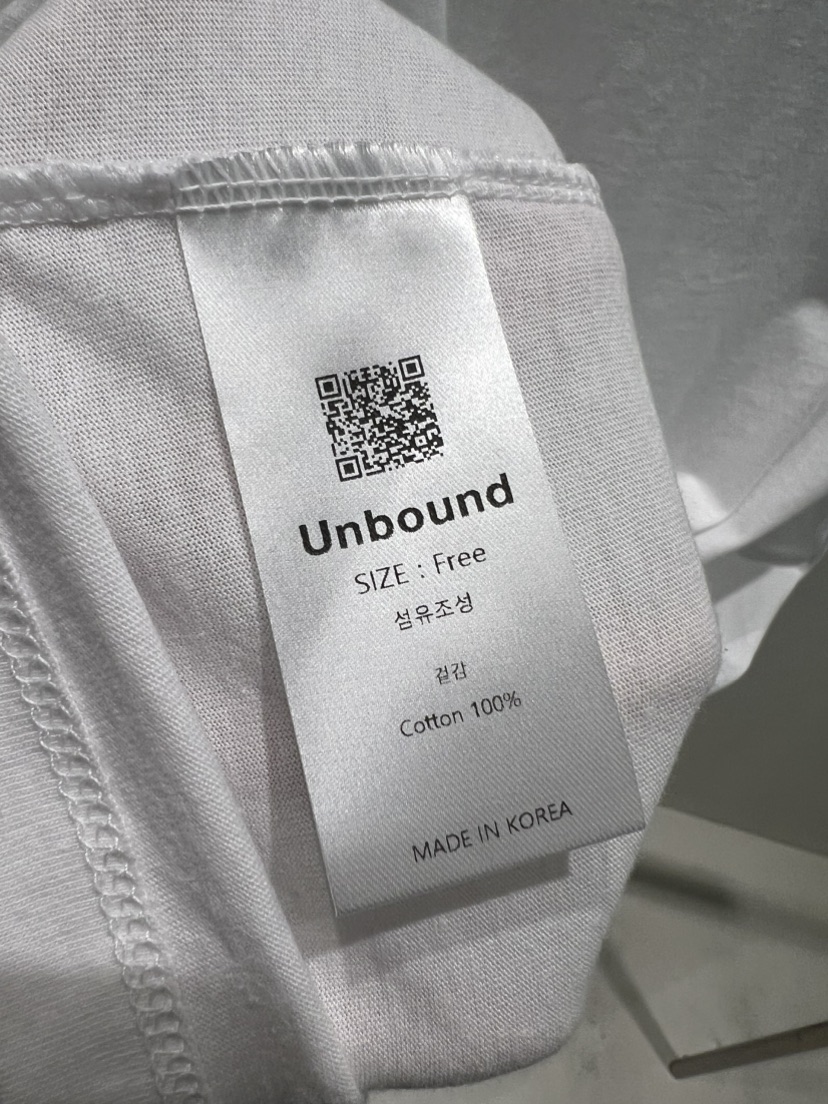 Unbound
SIZE : Free
섬유조성
겉감
Cotton 100%
MADE IN KOREA